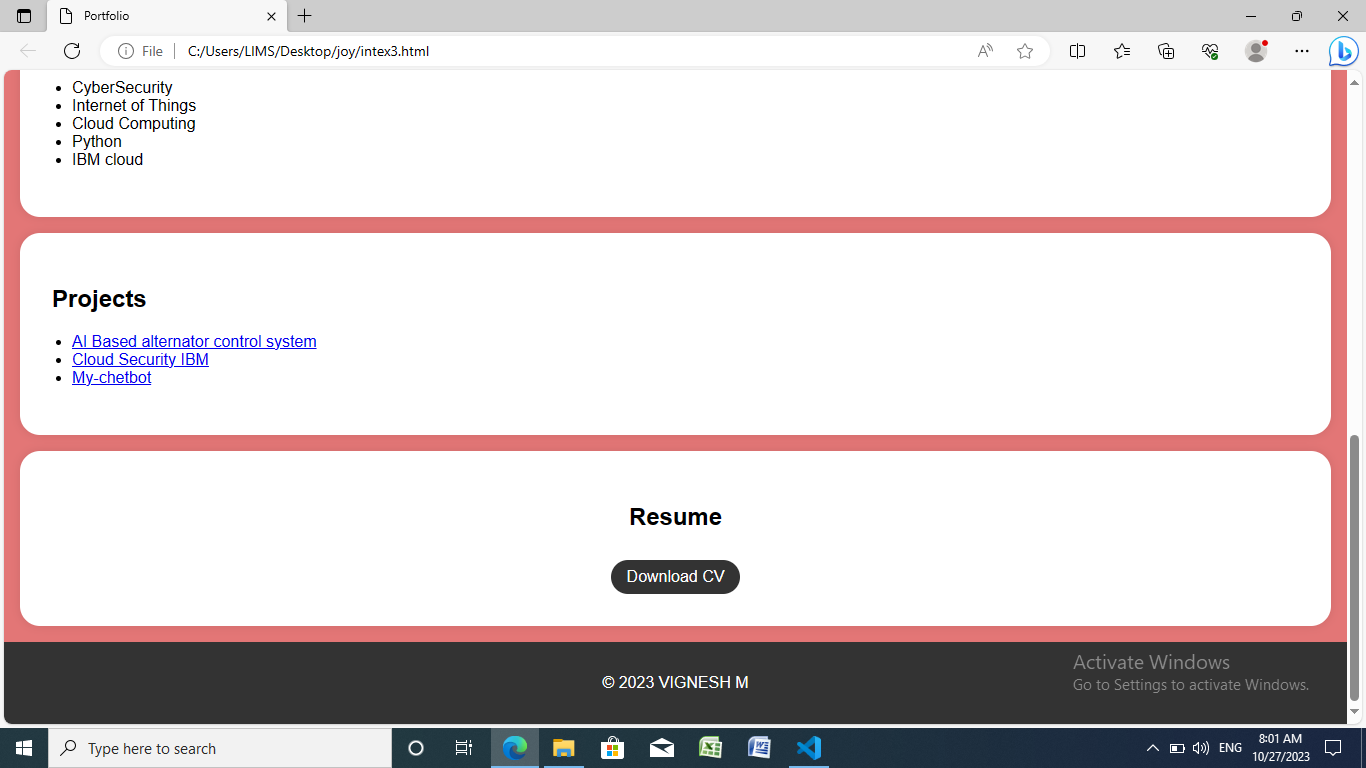 Portfolio
File
C:/Users/LIMS/Desktop/joy/intex3.html
CyberSecurity
Internet of Things
Cloud Computing
Python
IBM cloud
Projects
AI Based alternator control system
Cloud Security IBM
My-chetbot
Resume
Download CV
© 2023 VIGNESH M
Activate Windows
Go to Settings to activate Windows.
Type here to search
ENG
8:01 AM
10/27/2023